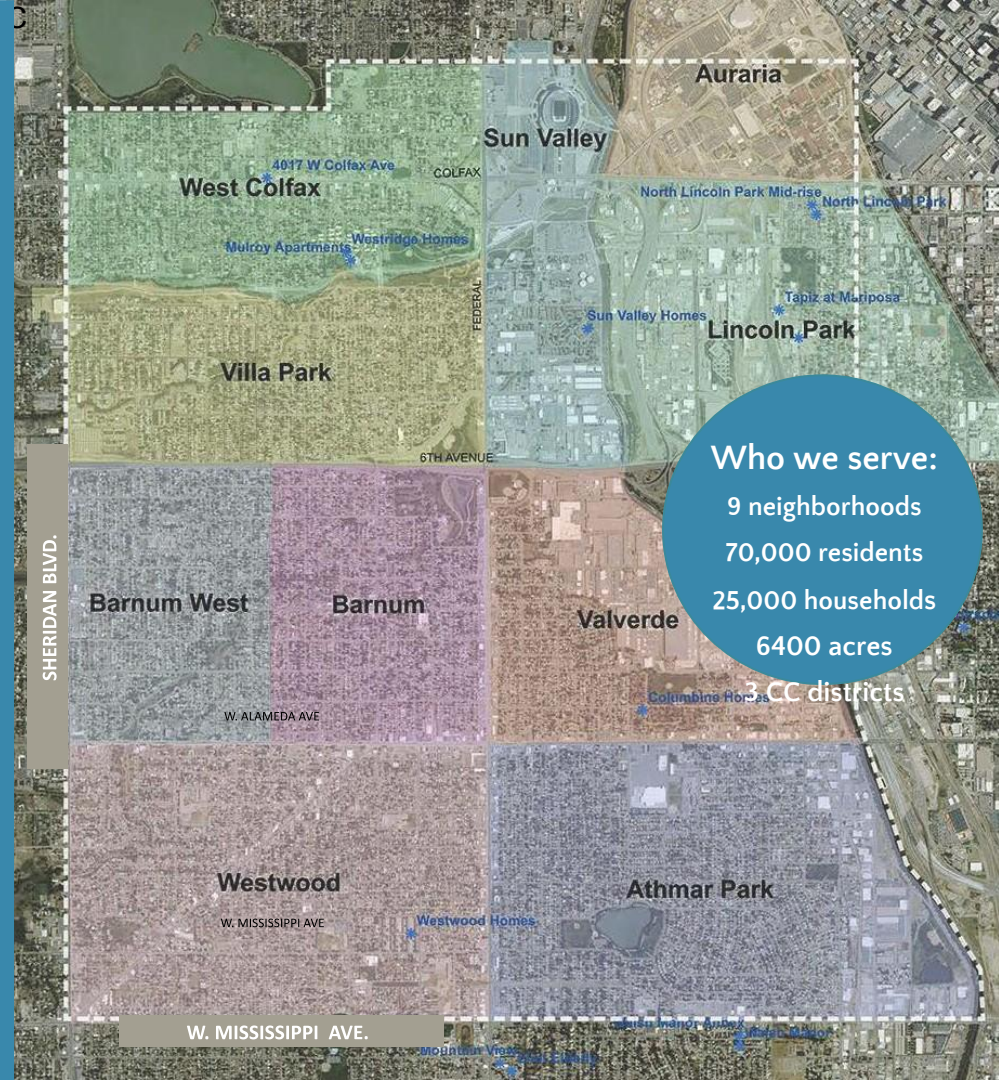 C
Auraria
Sun Valley
4017 W Colfax Ave
COLFAX
West Colfax
North Lincoln Park Mid-rise
North Lincoln Park
Westridge Homes
Mulroy Apartments
FEDERAL
Tapiz at Mariposa
Sun Valley Homes
Lincoln Park
Villa Park
6TH AVENUE
Who we serve:
9 neighborhoods
70,000 residents
25,000 households
6400 acres
3 CC districts
SHERIDAN BLVD.
Barnum West
Barnum
Valverde
Columbine Homes
W. ALAMEDA AVE
Westwood
Athmar Park
W. MISSISSIPPI AVE
Westwood Homes
W. MISSISSIPPI AVE.
Manor Annex
Manor
Mountain View